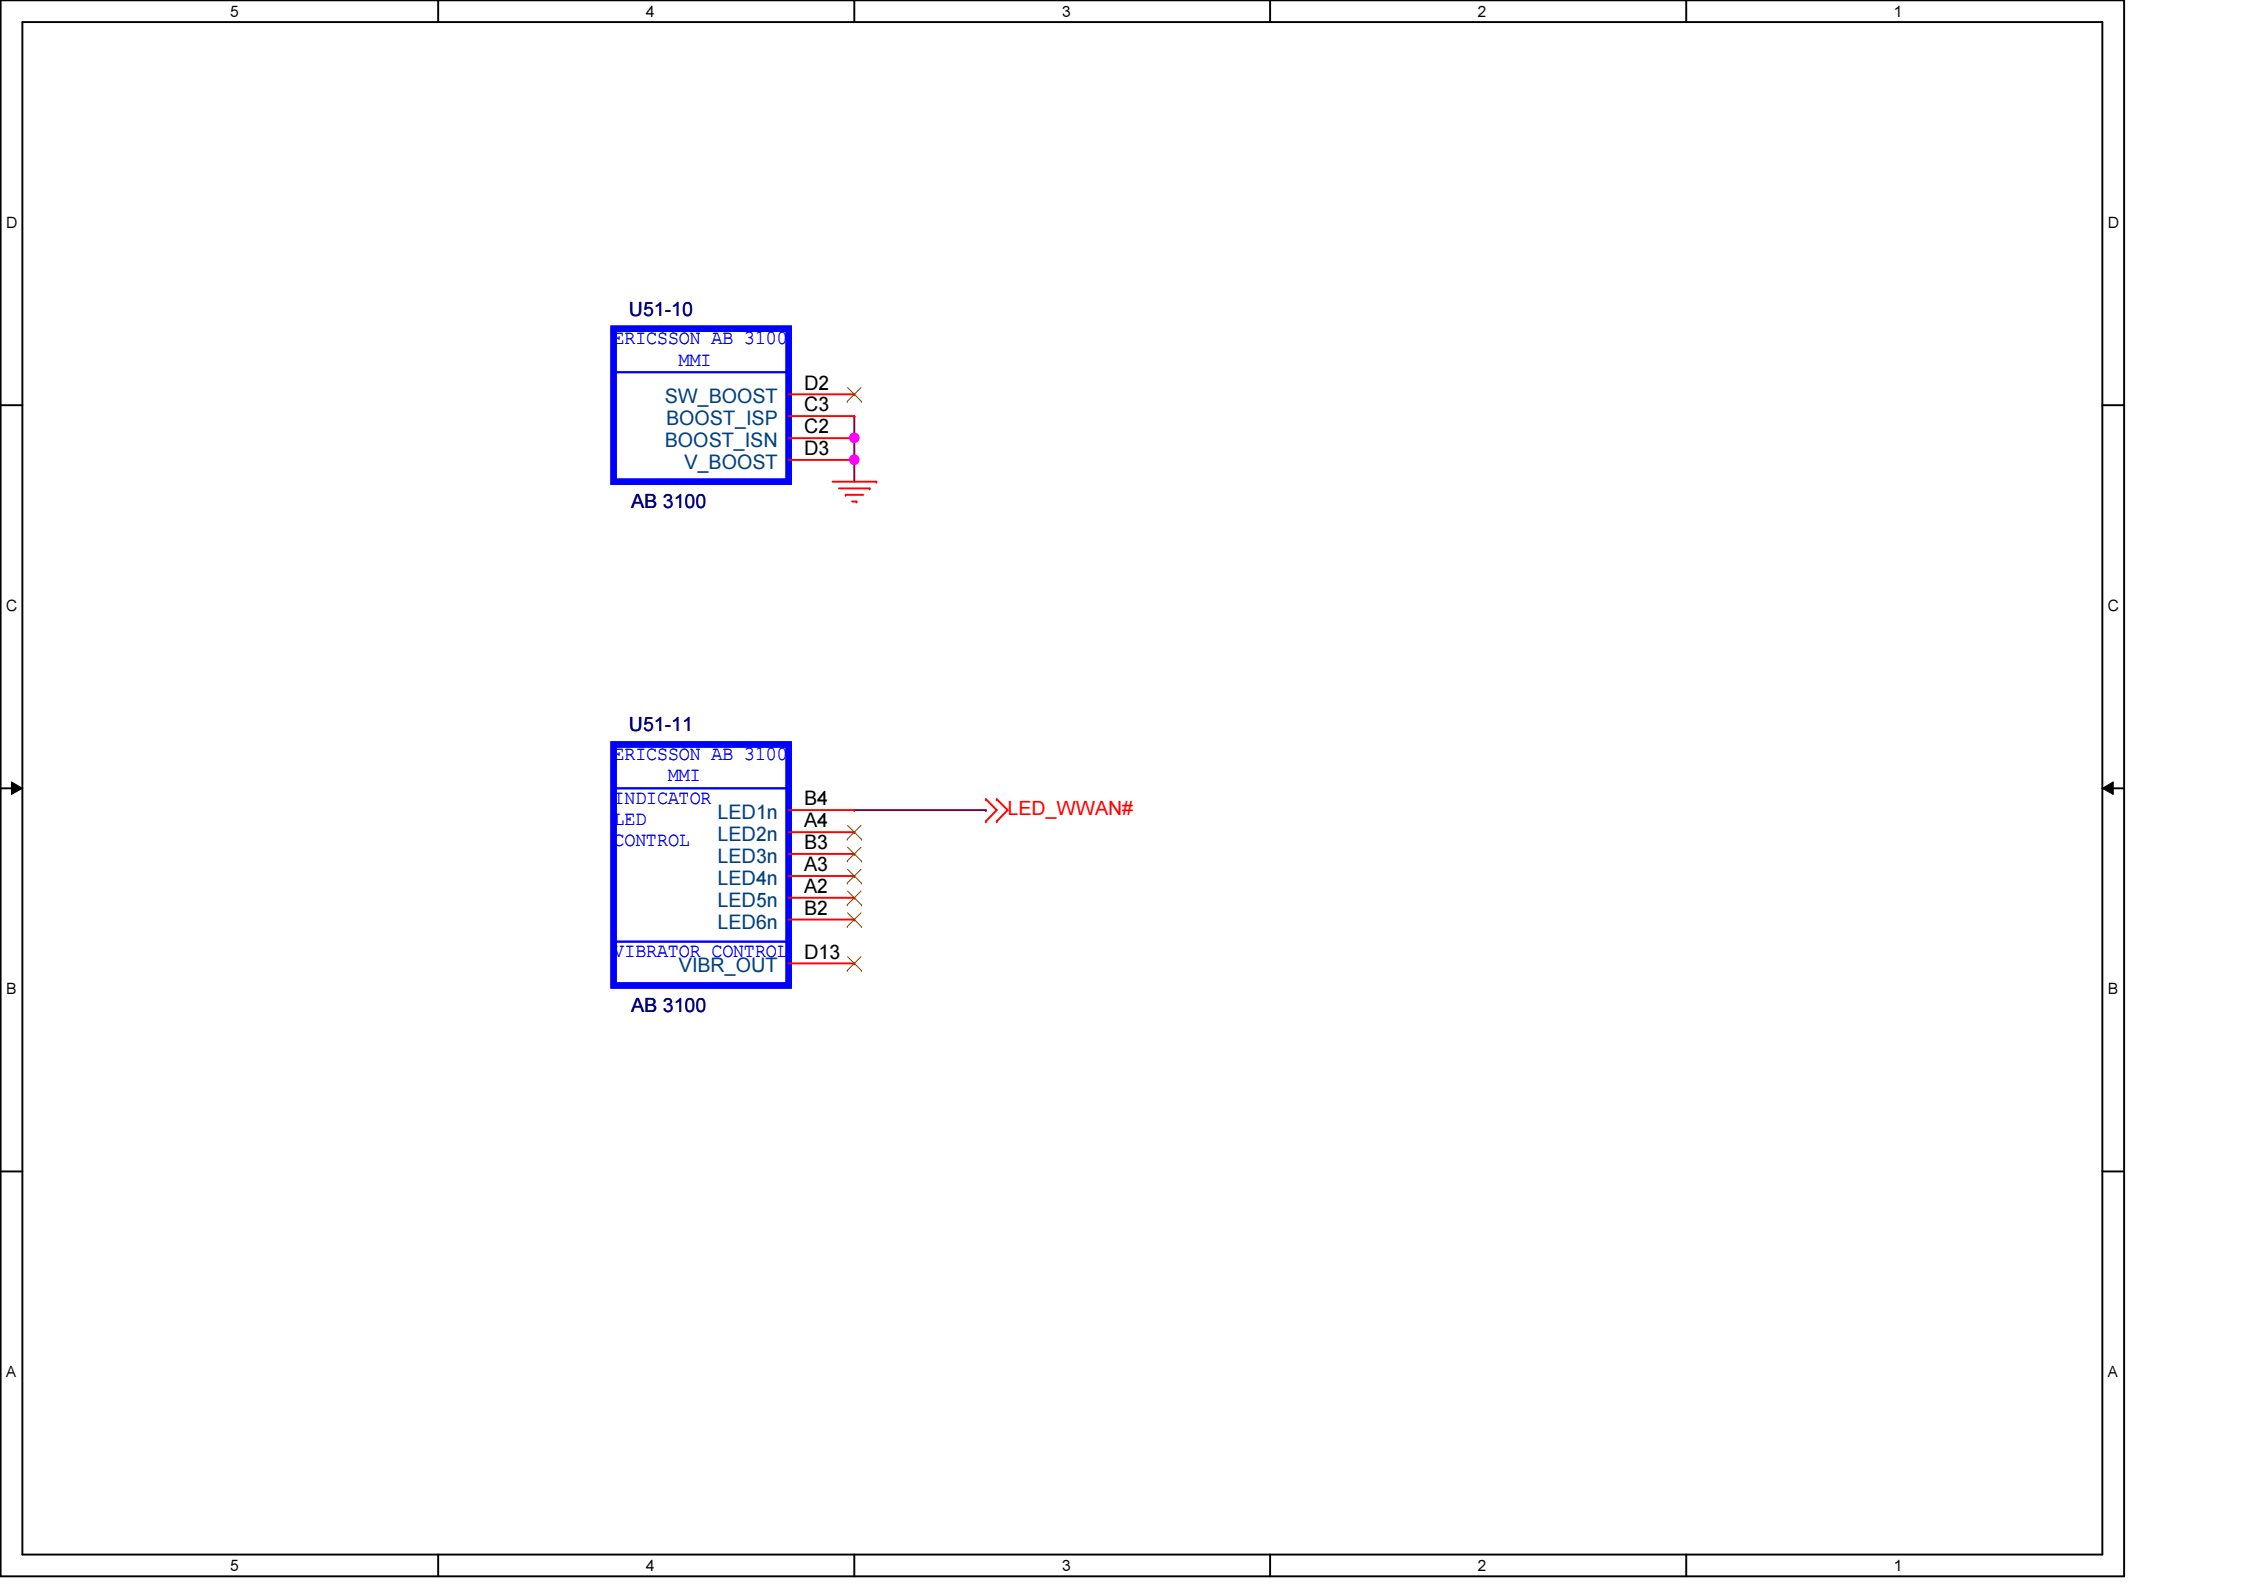 5 4 3 2 1
D D
U51-10
ERICSSON AB 3100
MMI
SW_BOOST D2
BOOST_ISP C3
BOOST_ISN C2
V_BOOST D3
AB 3100
C C
U51-11
ERICSSON AB 3100
MMI
INDICATOR
LED
CONTROL
LED1n B4 LED_WWAN#
LED2n A4
LED3n B3
LED4n A3
LED5n A2
LED6n B2
VIBRATOR CONTROL
VIBR_OUT D13
B B
AB 3100
A A
5 4 3 2 1